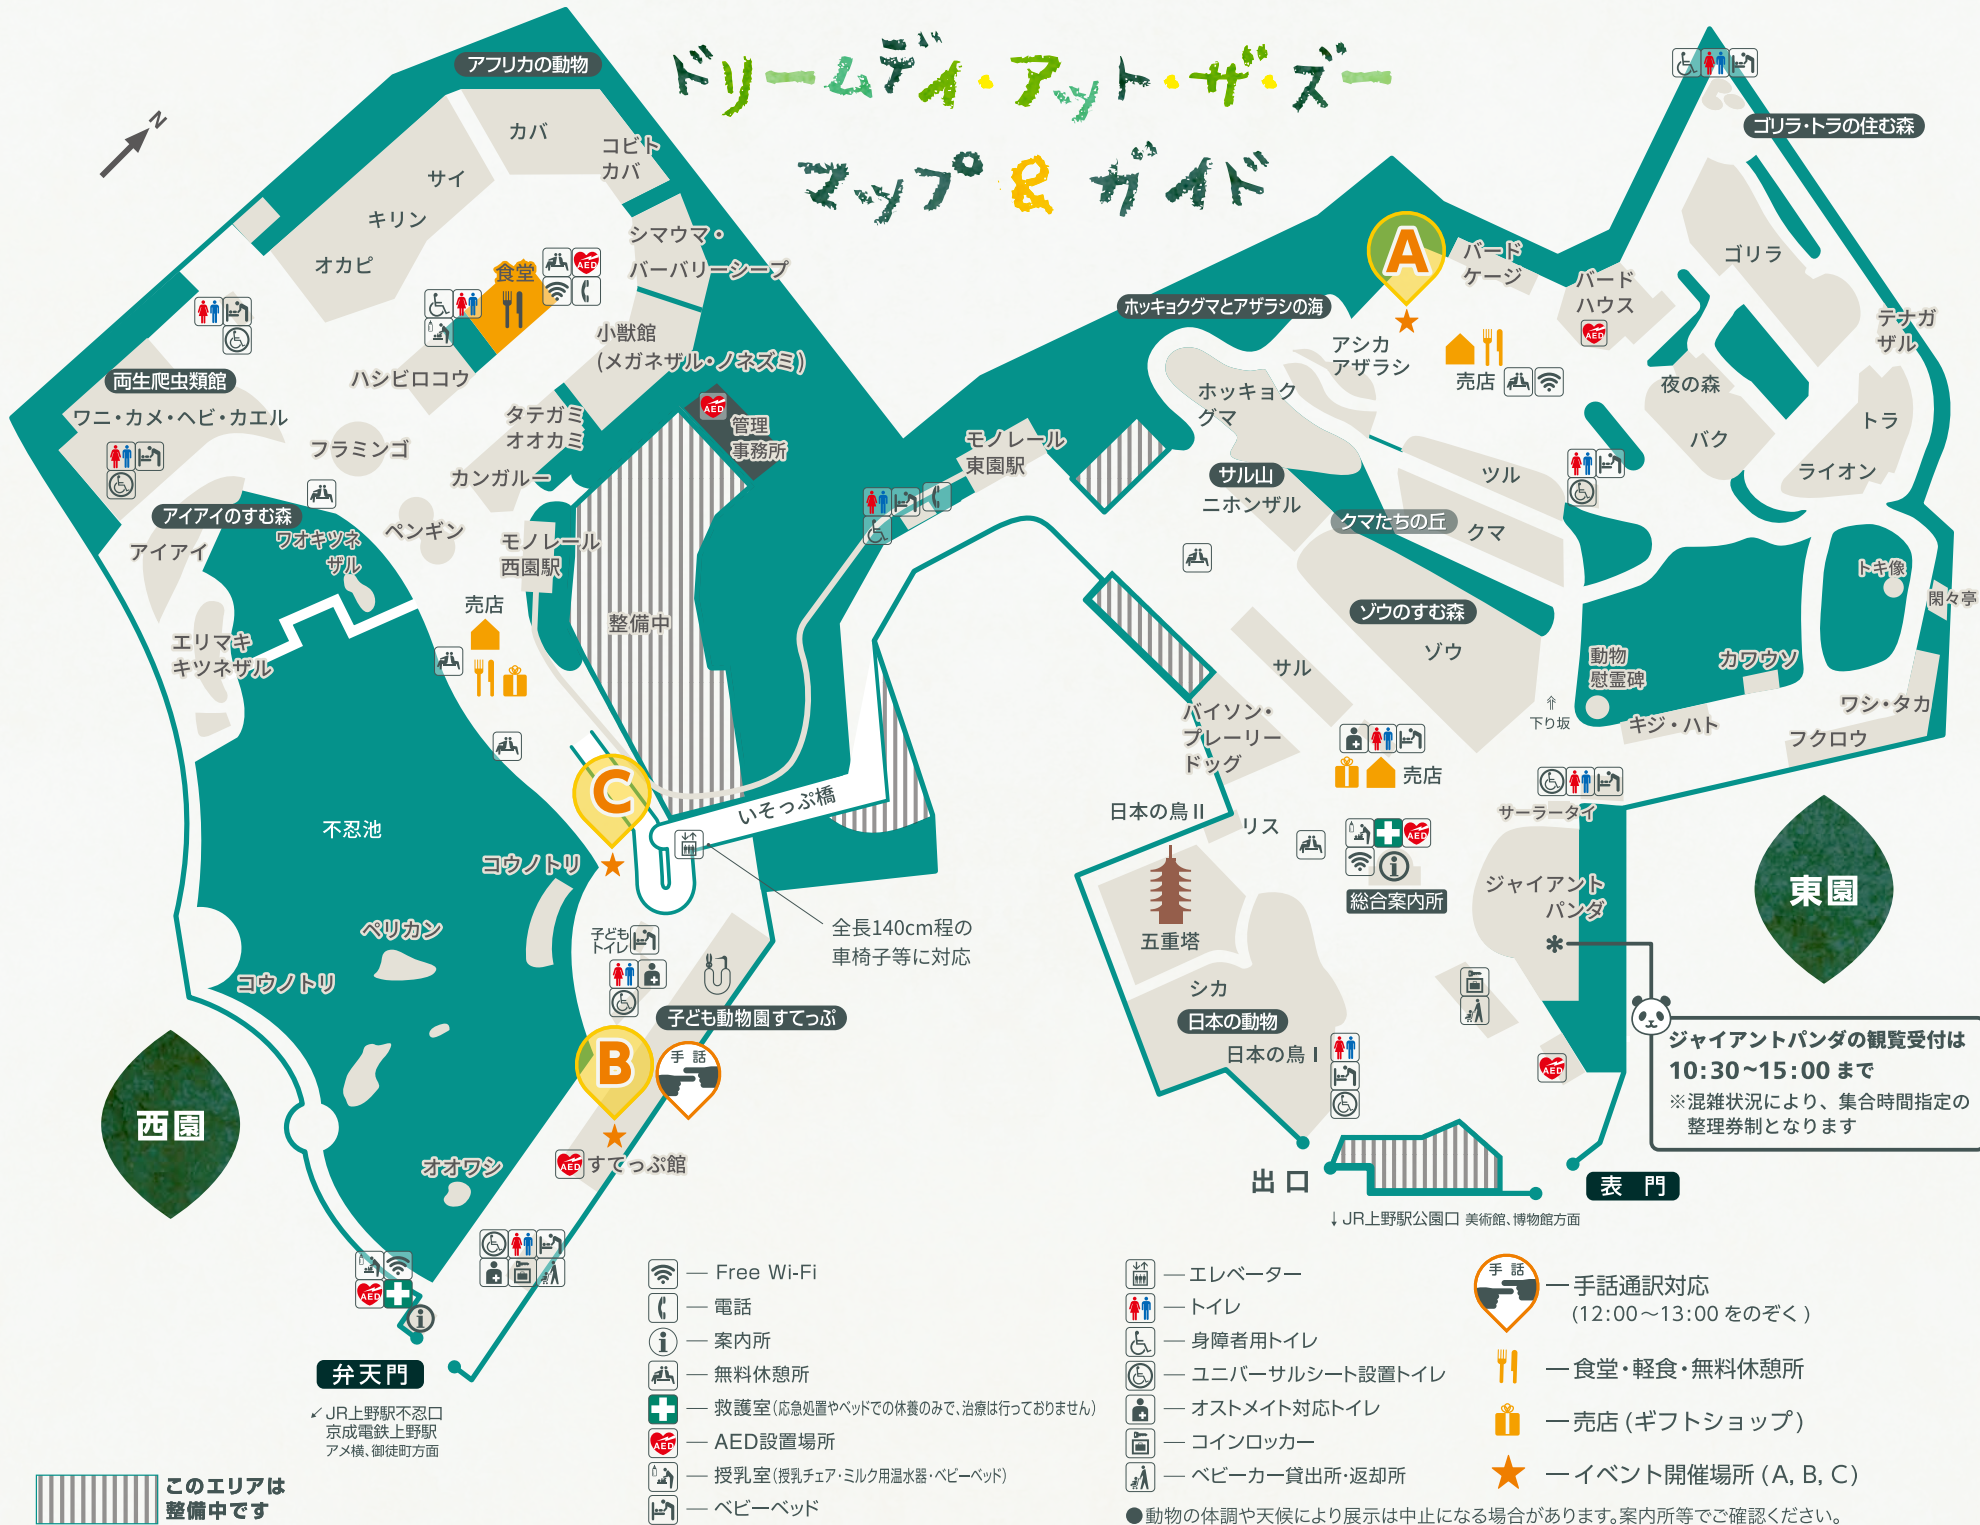 ドリームデイ・アット・ザ・ズー
マップ&ガイド
N
アフリカの動物
カバ
コビト
カバ
サイ
キリン
オカピ
シマウマ・
バーバリーシープ
食堂
AED
小獣館
(メガネザル・ノネズミ)
ハシビロコウ
両生爬虫類館
ワニ・カメ・ヘビ・カエル
フラミンゴ
タテガミ
オオカミ
カンガルー
AED
管理
事務所
アイアイのすむ森
アイアイ
ワオキツネ
ザル
ペンギン
モノレール
西園駅
モノレール
東園駅
売店
整備中
エリマキ
キツネザル
不忍池
C
いそっぷ橋
コウノトリ
ペリカン
コウノトリ
全長140cm程の
車椅子等に対応
子ども
トイレ
子ども動物園すてっぷ
B
手話
AED
すてっぷ館
オオワシ
西園
AED
弁天門
↙JR上野駅不忍口
京成電鉄上野駅
アメ横、御徒町方面
このエリアは
整備中です
ゴリラ・トラの住む森
A
バード
ケージ
バード
ハウス
AED
ゴリラ
テナガ
ザル
ホッキョクグマとアザラシの海
アシカ
アザラシ
売店
ホッキョク
グマ
夜の森
バク
トラ
ライオン
サル山
ニホンザル
ツル
クマたちの丘
クマ
ゾウのすむ森
ゾウ
サル
トキ像
閑々亭
動物
慰霊碑
カワウソ
下り坂
キジ・ハト
ワシ・タカ
フクロウ
バイソン・
プレーリー
ドッグ
売店
日本の鳥Ⅱ
リス
サーラータイ
AED
総合案内所
ジャイアント
パンダ
*
五重塔
シカ
日本の動物
日本の鳥Ⅰ
東園
AED
ジャイアントパンダの観覧受付は
10:30~15:00 まで
※混雑状況により、集合時間指定の
整理券制となります
出口
表門
↓JR上野駅公園口 美術館、博物館方面
Free Wi-Fi
電話
案内所
無料休憩所
救護室(応急処置やベッドでの休養のみで、治療は行っておりません)
AED設置場所
授乳室(授乳チェア・ミルク用温水器・ベビーベッド)
ベビーベッド
エレベーター
トイレ
身障者用トイレ
ユニバーサルシート設置トイレ
オストメイト対応トイレ
コインロッカー
ベビーカー貸出所・返却所
手話
手話通訳対応
(12:00~13:00をのぞく)
食堂・軽食・無料休憩所
売店(ギフトショップ)
イベント開催場所(A, B, C)
●動物の体調や天候により展示は中止になる場合があります。案内所等でご確認ください。